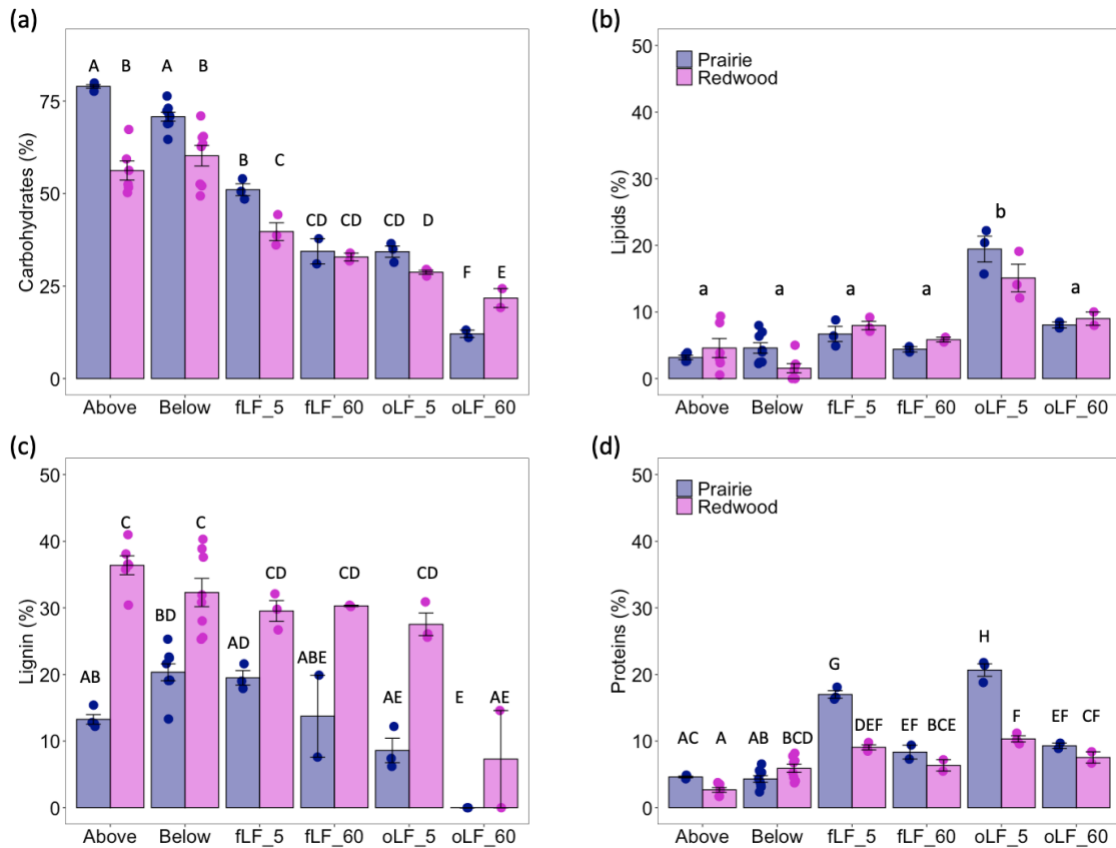 (a)
Carbohydrates (%)
75
50
25
0
A B A B
B C
CD CD CD D
F E
Above Below fLF_5 fLF_60 oLF_5 oLF_60
(b)
Lipids (%)
50
40
30
20
10
0
Prairie
Redwood
a a a a b a
Above Below fLF_5 fLF_60 oLF_5 oLF_60
(c)
Lignin (%)
50
40
30
20
10
0
AB C BD C AD CD ABE CD AE CD E AE
Above Below fLF_5 fLF_60 oLF_5 oLF_60
(d)
Proteins (%)
50
40
30
20
10
0
Prairie
Redwood
AC A AB BCD G DEF EF BCE H F EF CF
Above Below fLF_5 fLF_60 oLF_5 oLF_60